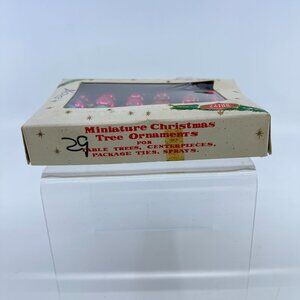 Miniature Christmas
Tree Ornaments
FOR
TABLE TREES, CENTERPIECES,
PACKAGE TIES, SPRAYS.
29